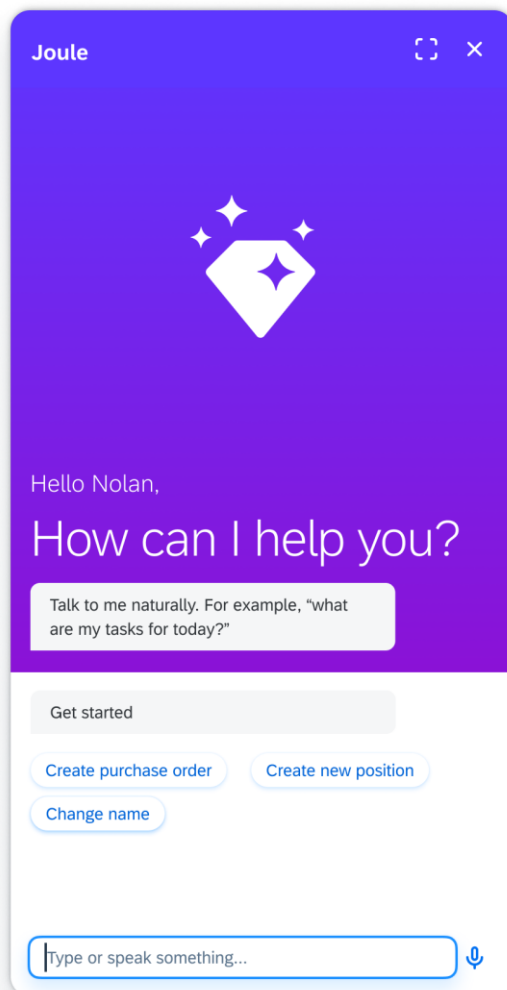 Joule
Hello Nolan,
How can I help you?
Talk to me naturally. For example, “what
are my tasks for today?”
Get started
Create purchase order
Create new position
Change name
Type or speak something...